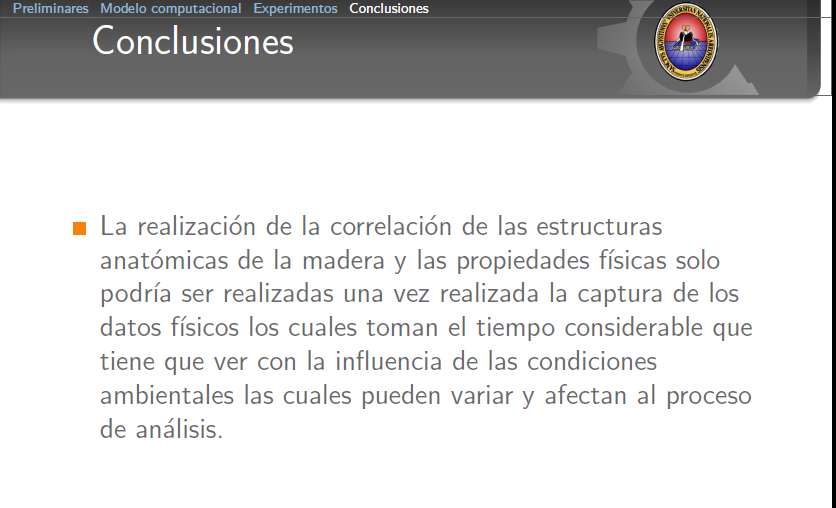 Preliminares Modelo computacional Experimentos Conclusiones
Conclusiones
La realización de la correlación de las estructuras
anatómicas de la madera y las propiedades físicas solo
podría ser realizadas una vez realizada la captura de los
datos físicos los cuales toman el tiempo considerable que
tiene que ver con la influencia de las condiciones
ambientales las cuales pueden variar y afectan al proceso
de análisis.